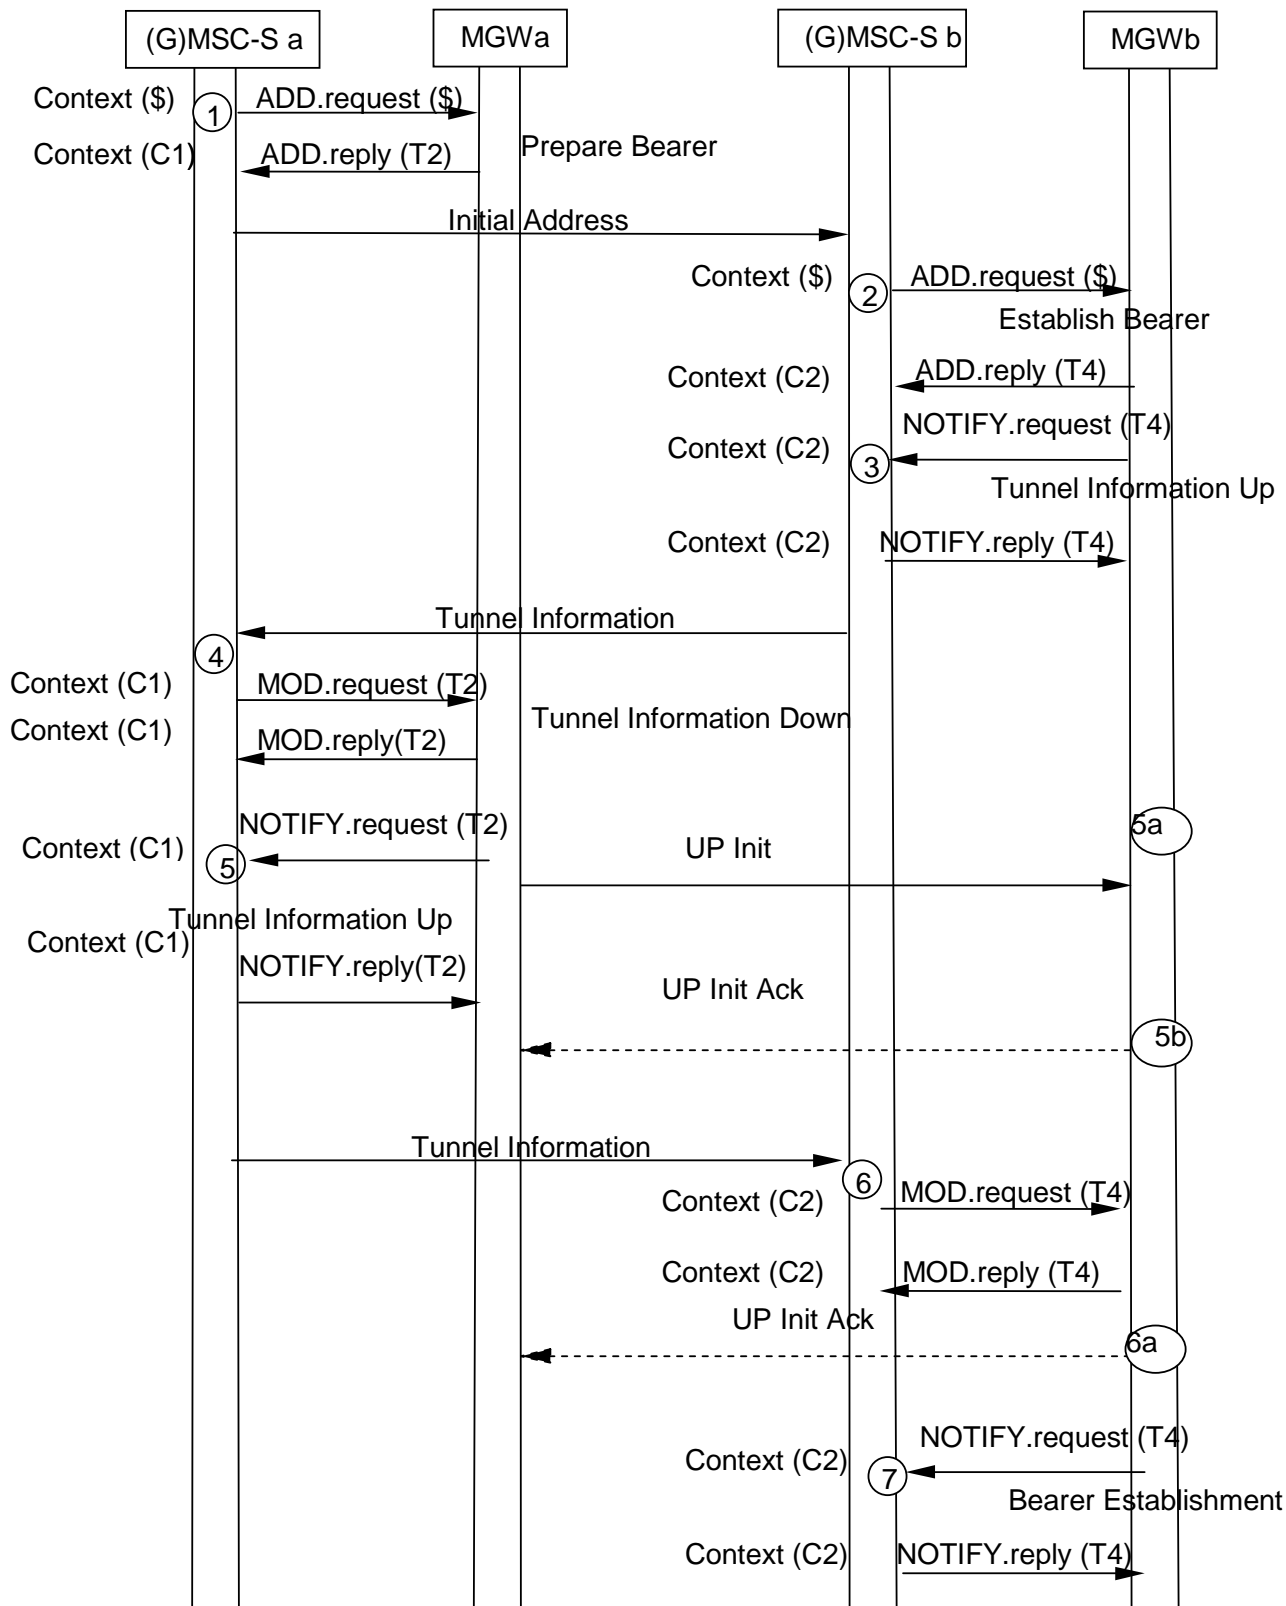 (G)MSC-S a
MGWa
(G)MSC-S b
MGWb
Context ($)
1
ADD.request ($)
Prepare Bearer
Context (C1)
ADD.reply (T2)
Initial Address
Context ($)
2
ADD.request ($)
Establish Bearer
Context (C2)
ADD.reply (T4)
NOTIFY.request (T4)
Context (C2)
3
Tunnel Information Up
Context (C2)
NOTIFY.reply (T4)
Tunnel Information
4
Context (C1)
MOD.request (T2)
Tunnel Information Down
Context (C1)
MOD.reply(T2)
NOTIFY.request (T2)
5a
Context (C1)
5
UP Init
Tunnel Information Up
Context (C1)
NOTIFY.reply(T2)
UP Init Ack
5b
Tunnel Information
6
Context (C2)
MOD.request (T4)
Context (C2)
MOD.reply (T4)
UP Init Ack
6a
NOTIFY.request (T4)
Context (C2)
7
Bearer Establishment
Context (C2)
NOTIFY.reply (T4)